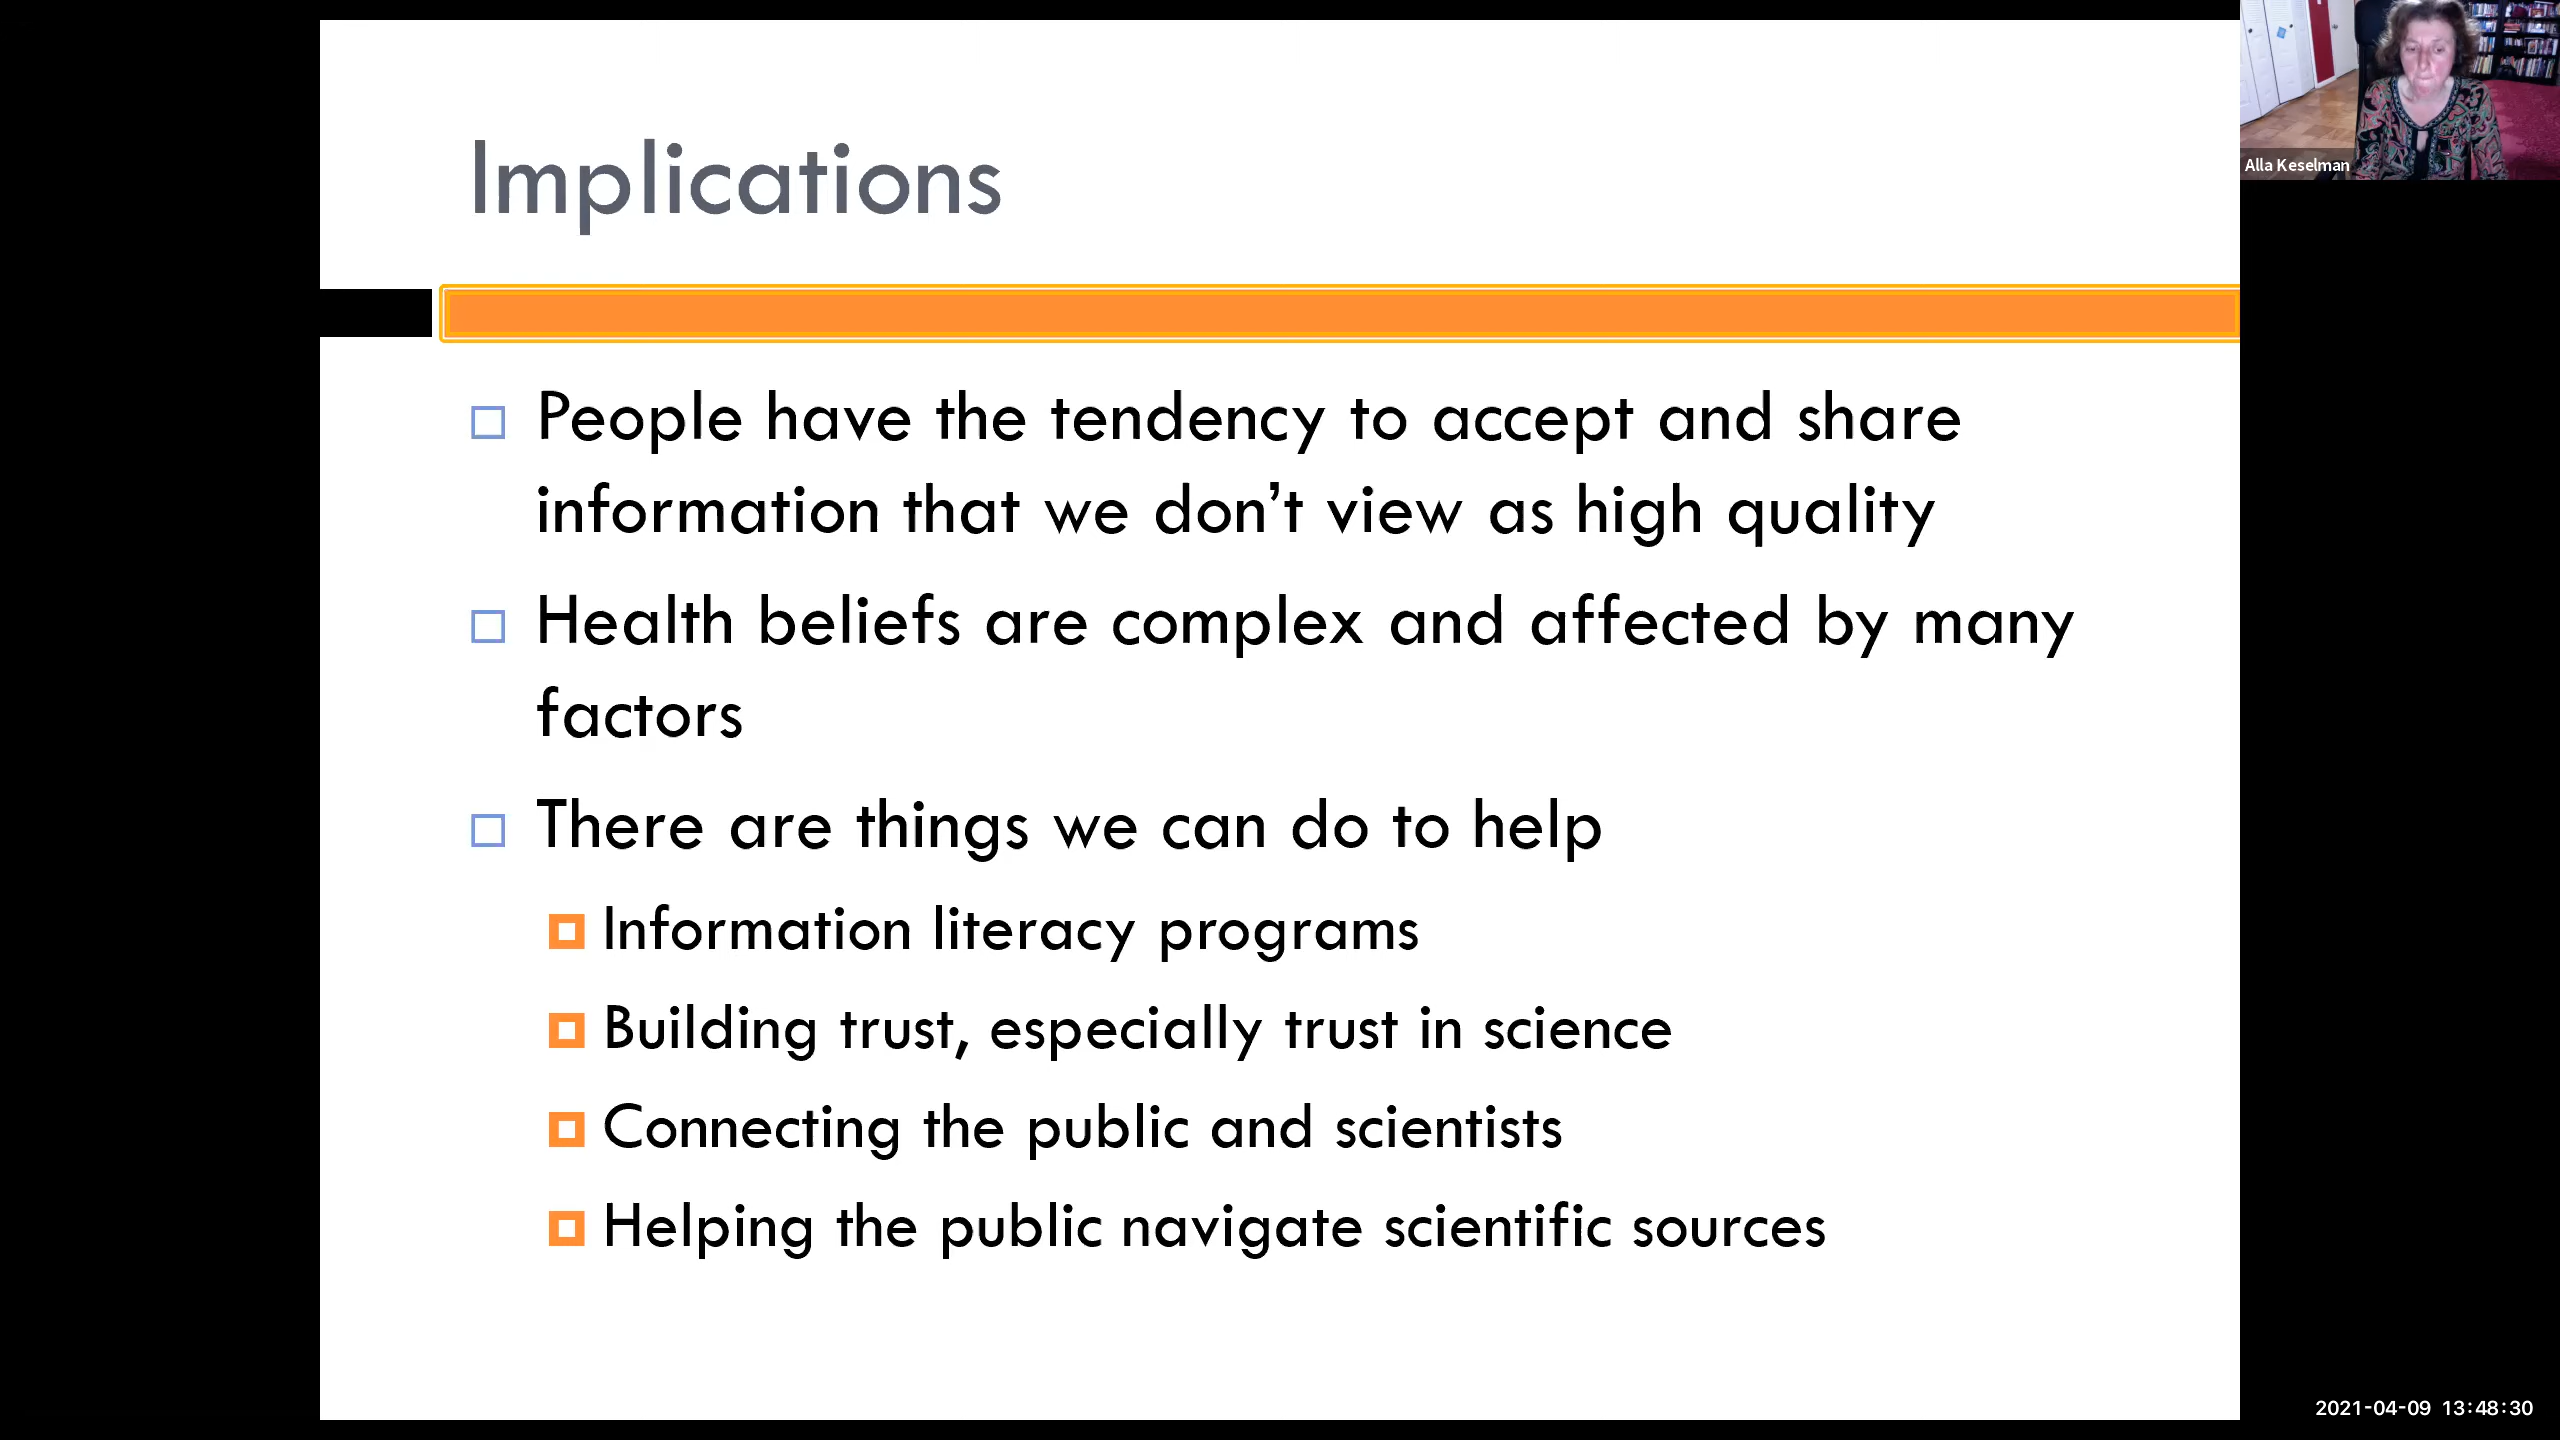 Implications
Alla Keselman
People have the tendency to accept and share
information that we don’t view as high quality
Health beliefs are complex and affected by many
factors
There are things we can do to help
Information literacy programs
Building trust, especially trust in science
Connecting the public and scientists
Helping the public navigate scientific sources
2021-04-09 13:48:30